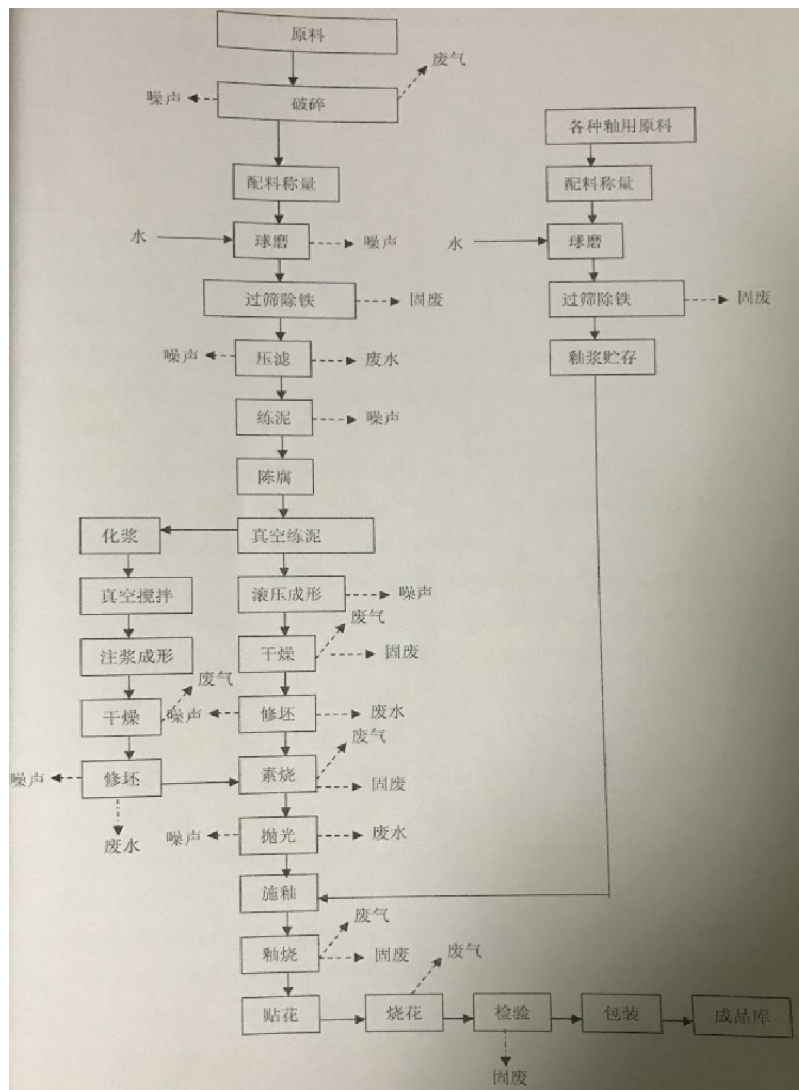 原料
废气
噪声
破碎
各种釉用原料
配料称量
配料称量
水
球磨
噪声
水
球磨
过筛除铁
固废
过筛除铁
固废
噪声
压滤
废水
釉浆贮存
练泥
噪声
陈腐
化浆
真空练泥
真空搅拌
滚压成形
噪声
废气
注浆成形
干燥
固废
废气
干燥
噪声
修坯
废水
废气
噪声
修坯
素烧
固废
废水
噪声
抛光
废水
施釉
废气
釉烧
固废
废气
贴花
烧花
检验
包装
成品库
固废